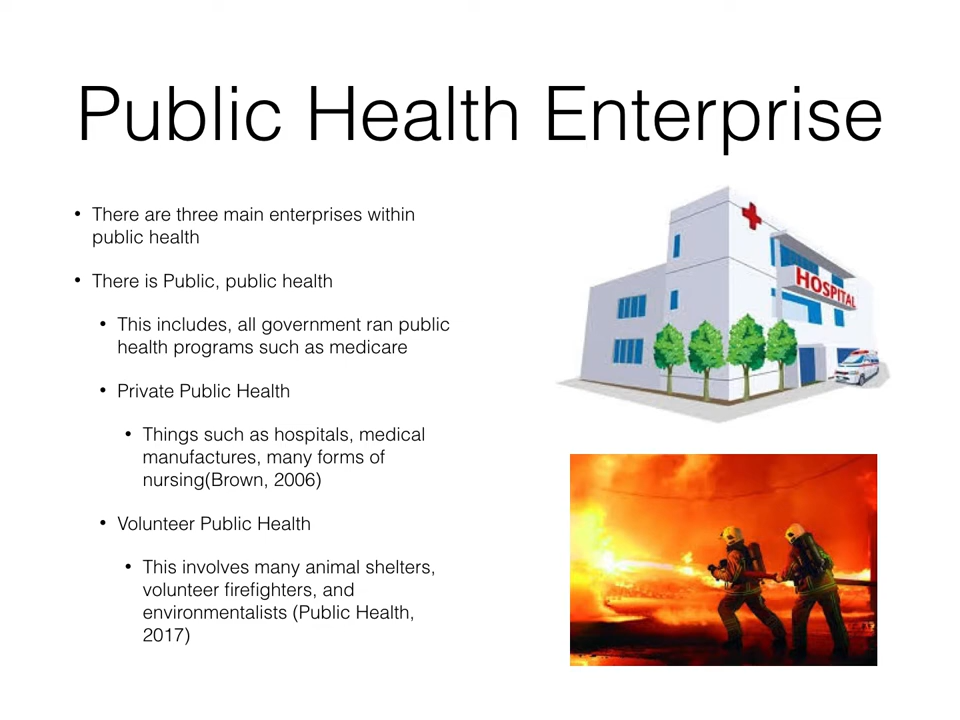 Public Health Enterprise
• There are three main enterprises within
public health
• There is Public, public health
• This includes, all government ran public
health programs such as medicare
• Private Public Health
• Things such as hospitals, medical
manufactures, many forms of
nursing(Brown, 2006)
• Volunteer Public Health
• This involves many animal shelters,
volunteer firefighters, and
environmentalists (Public Health,
2017)
HOSPITAL